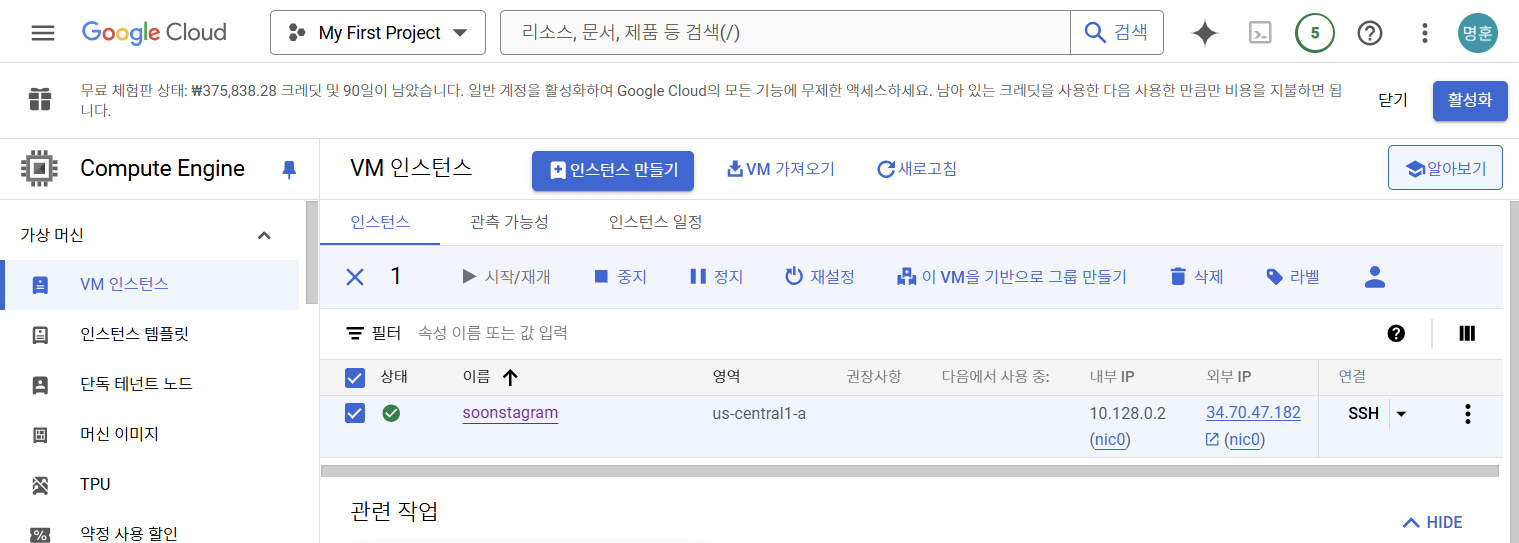 Google Cloud
My First Project
리소스, 문서, 제품 등 검색(/)
검색
5
명훈
무료 체험판 상태: ₩375,838.28 크레딧 및 90일이 남았습니다. 일반 계정을 활성화하여 Google Cloud의 모든 기능에 무제한 액세스하세요. 남아 있는 크레딧을 사용한 다음 사용한 만큼만 비용을 지불하면 됩
니다.
닫기
활성화
Compute Engine
VM 인스턴스
인스턴스 만들기
VM 가져오기
새로고침
알아보기
가상 머신
VM 인스턴스
인스턴스 템플릿
단독 테넌트 노드
머신 이미지
TPU
약정 사용 할인
인스턴스
관측 가능성
인스턴스 일정
1
시작/재개
중지
정지
재설정
이 VM을 기반으로 그룹 만들기
삭제
라벨
필터
속성 이름 또는 값 입력
상태
이름
영역
권장사항
다음에서 사용 중:
내부 IP
외부 IP
연결
soonstagram
us-central1-a
10.128.0.2
(nic0)
34.70.47.182
(nic0)
SSH
관련 작업
HIDE